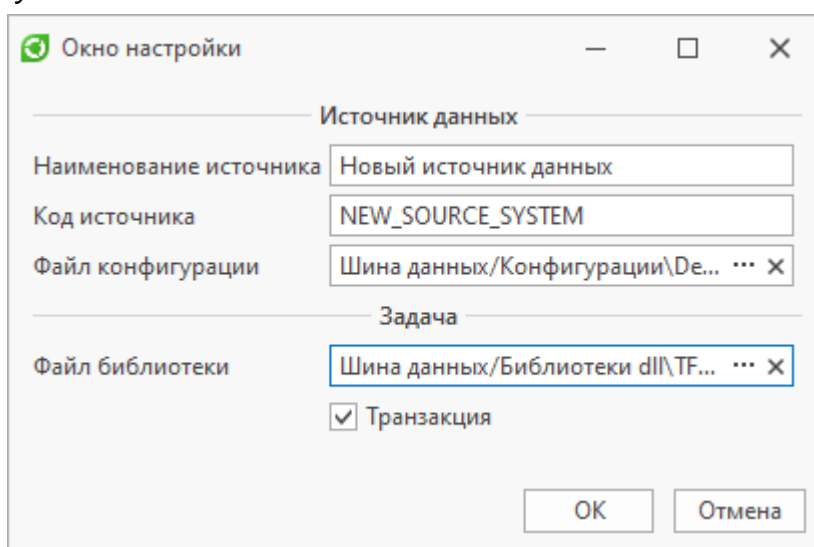 Окно настройки
Источник данных
Наименование источника Новый источник данных
Код источника NEW_SOURCE_SYSTEM
Файл конфигурации Шина данных/Конфигурации\De... ···
Задача
Файл библиотеки Шина данных/Библиотеки dll\TF... ···
Транзакция
ОК Отмена